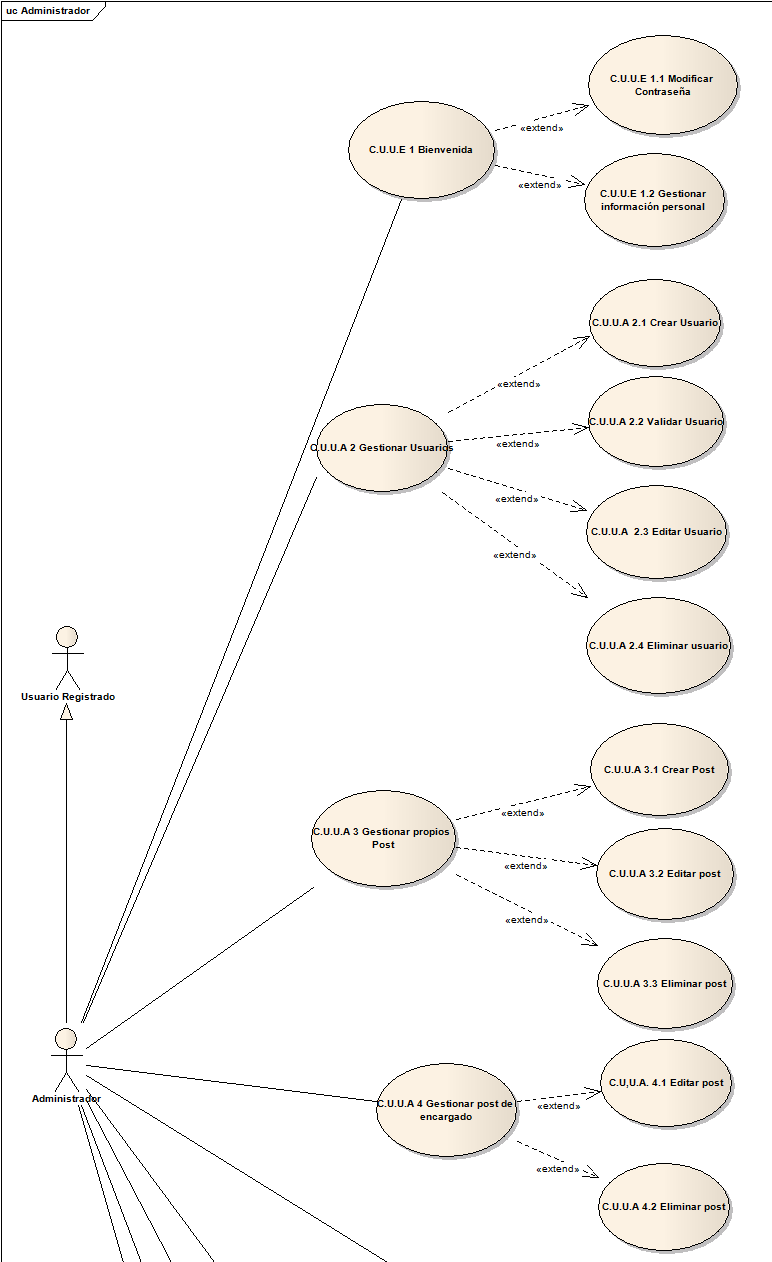 uc Administrador
C.U.U.E 1.1 Modificar
Contraseña
«extend»
C.U.U.E 1 Bienvenida
«extend»
C.U.U.E 1.2 Gestionar
información personal
C.U.U.A 2.1 Crear Usuario
«extend»
C.U.U.A 2.2 Validar Usuario
C.U.U.A 2 Gestionar Usuarios
«extend»
«extend»
C.U.U.A  2.3 Editar Usuario
«extend»
C.U.U.A 2.4 Eliminar usuario
Usuario Registrado
C.U.U.A 3.1 Crear Post
«extend»
C.U.U.A 3 Gestionar propios
Post
«extend»
C.U.U.A 3.2 Editar post
«extend»
C.U.U.A 3.3 Eliminar post
Administrador
C.U,U.A. 4.1 Editar post
C.U.U.A 4 Gestionar post de
encargado
«extend»
«extend»
C.U.U.A 4.2 Eliminar post